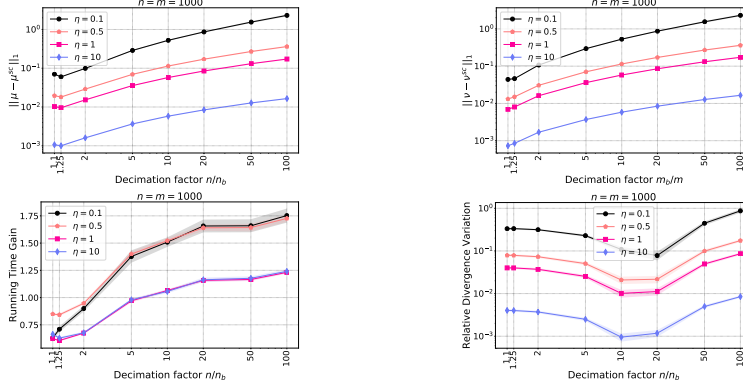 n = m = 1000
||μ − μ^sc||₁
10⁰
10⁻¹
10⁻²
10⁻³
η = 0.1
η = 0.5
η = 1
η = 10
1.1
1.25
2
5
10
20
50
100
Decimation factor n/n_b
n = m = 1000
||ν − ν^sc||₁
10⁰
10⁻¹
10⁻²
10⁻³
η = 0.1
η = 0.5
η = 1
η = 10
1.1
1.25
2
5
10
20
50
100
Decimation factor m_b/m
n = m = 1000
Running Time Gain
1.75
1.50
1.25
1.00
0.75
η = 0.1
η = 0.5
η = 1
η = 10
1.1
1.25
2
5
10
20
50
100
Decimation factor n/n_b
n = m = 1000
Relative Divergence Variation
10⁰
10⁻¹
10⁻²
10⁻³
η = 0.1
η = 0.5
η = 1
η = 10
1.1
1.25
2
5
10
20
50
100
Decimation factor n/n_b